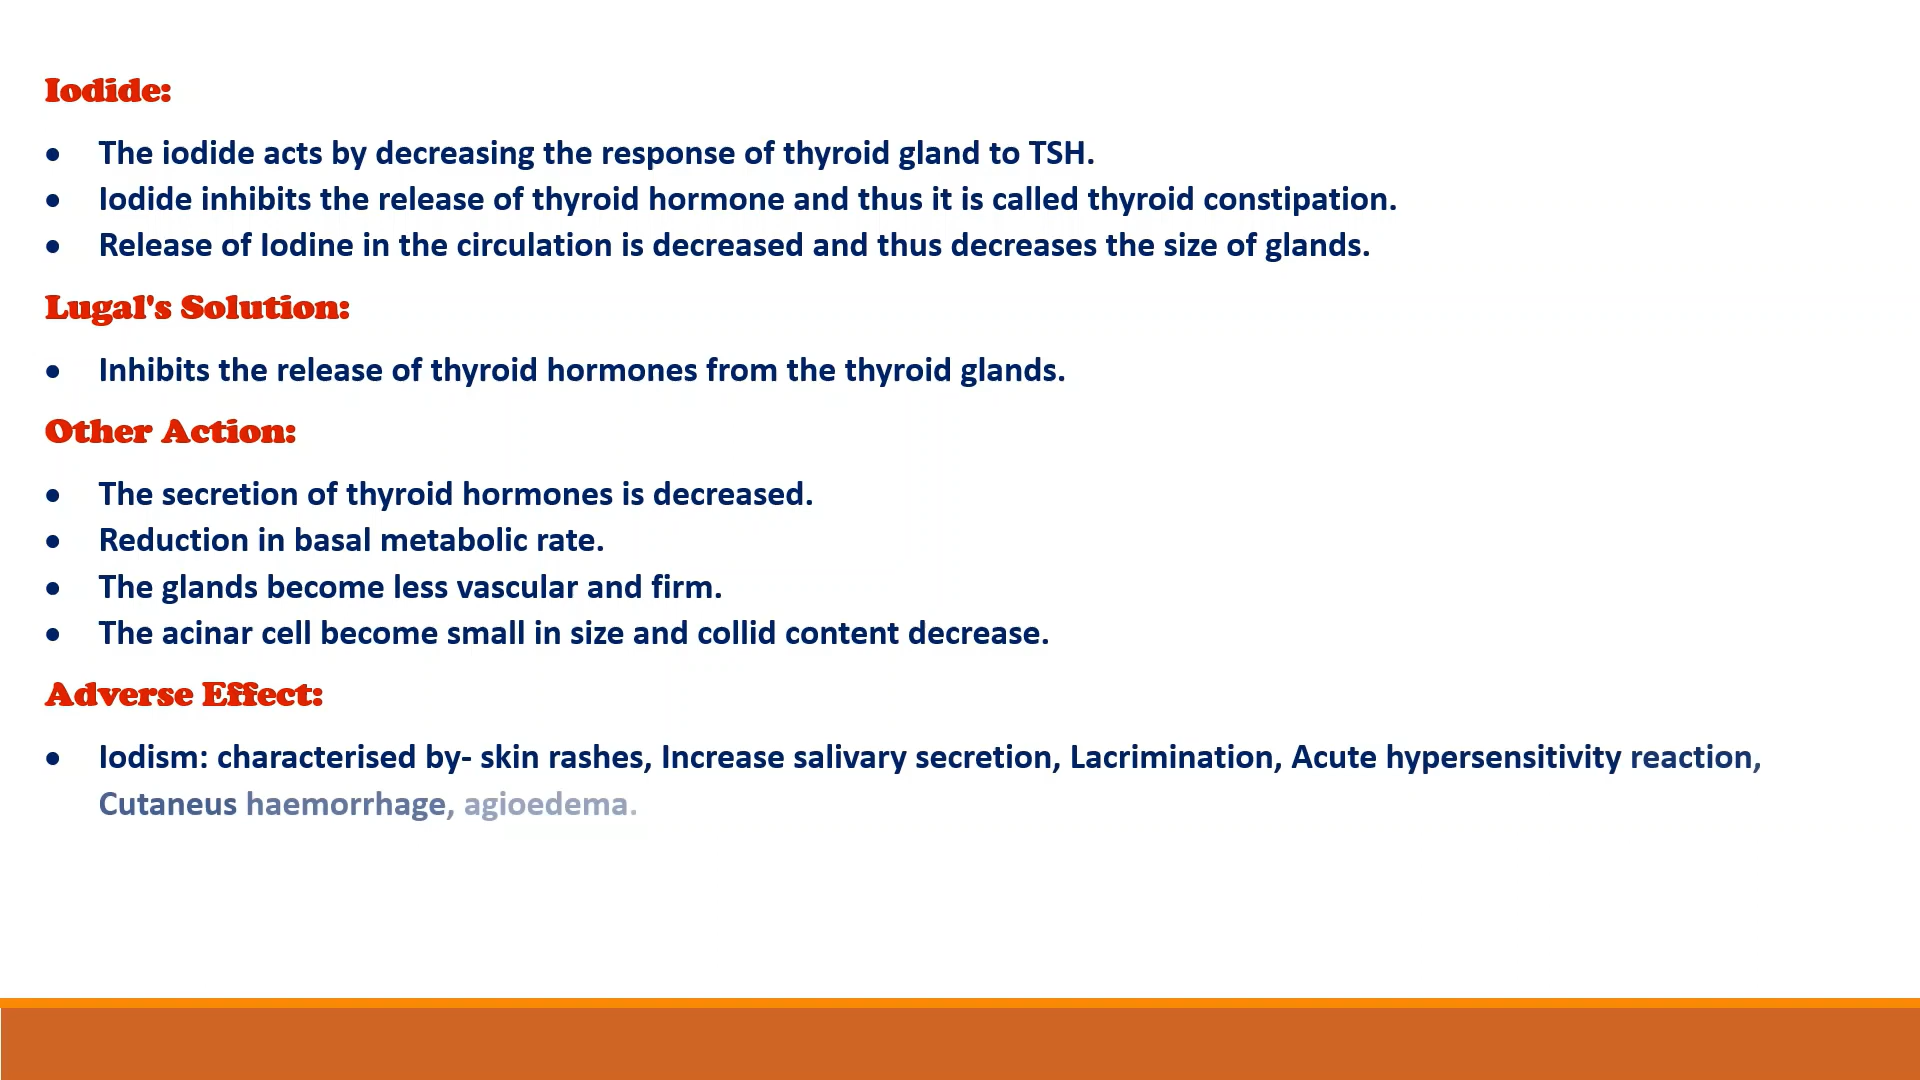 Iodide:
• The iodide acts by decreasing the response of thyroid gland to TSH.
• Iodide inhibits the release of thyroid hormone and thus it is called thyroid constipation.
• Release of Iodine in the circulation is decreased and thus decreases the size of glands.
Lugal's Solution:
• Inhibits the release of thyroid hormones from the thyroid glands.
Other Action:
• The secretion of thyroid hormones is decreased.
• Reduction in basal metabolic rate.
• The glands become less vascular and firm.
• The acinar cell become small in size and collid content decrease.
Adverse Effect:
• Iodism: characterised by- skin rashes, Increase salivary secretion, Lacrimination, Acute hypersensitivity reaction,
Cutaneus haemorrhage, agioedema.